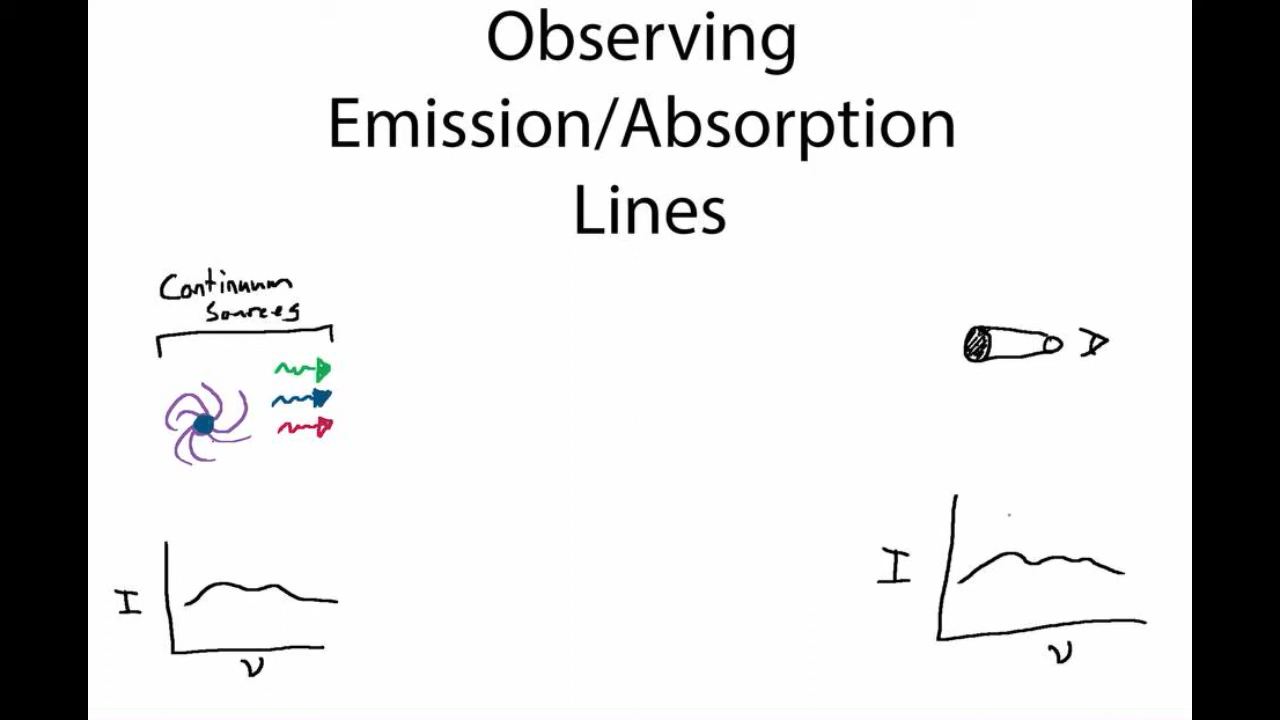 Observing
Emission/Absorption
Lines
Continuum
Sources
I
ν
I
ν